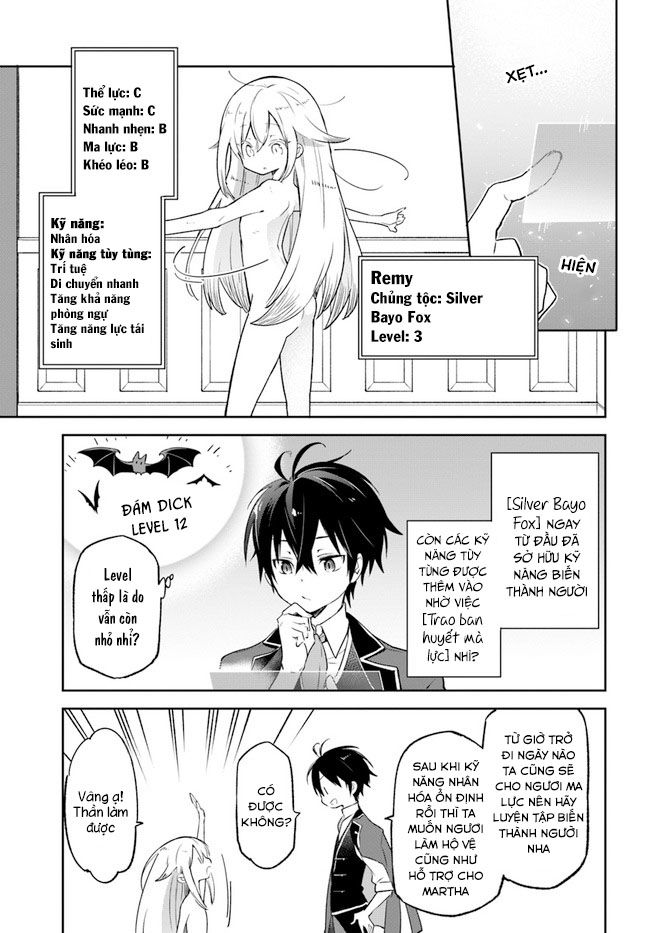 XẸT...
HIỆN
Thể lực: C
Sức mạnh: C
Nhanh nhẹn: B
Ma lực: B
Khéo léo: B
Kỹ năng:
Nhân hóa
Kỹ năng tùy tùng:
Trí tuệ
Di chuyển nhanh
Tăng khả năng
phòng ngự
Tăng năng lực tái
sinh
Remy
Chủng tộc: Silver
Bayo Fox
Level: 3
[Silver Bayo
Fox] NGAY
TỪ ĐẦU ĐÃ
SỞ HỮU KỸ
NĂNG BIẾN
THÀNH NGƯỜI
CÒN CÁC KỸ
NĂNG TÙY
TÙNG ĐƯỢC
THÊM VÀO
NHỜ VIỆC
[Trao ban
huyết ma
lực] NHỈ?
ĐÁM DICK
LEVEL 12
Level
thấp là do
vẫn còn
nhỏ nhỉ?
TỪ GIỜ TRỞ
ĐI NGÀY NÀO
TA CŨNG SẼ
CHO NGƯƠI MA
LỰC NÊN HÃY
LUYỆN TẬP BIẾN
THÀNH NGƯỜI
NHA
SAU KHI KỸ
NĂNG NHÂN
HÓA ỔN ĐỊNH
RỒI THÌ TA
MUỐN NGƯƠI
LÀM HỘ VỆ
CŨNG NHƯ
HỖ TRỢ CHO
MARTHA
CÓ
ĐƯỢC
KHÔNG?
Vâng ạ!
Thần làm
được